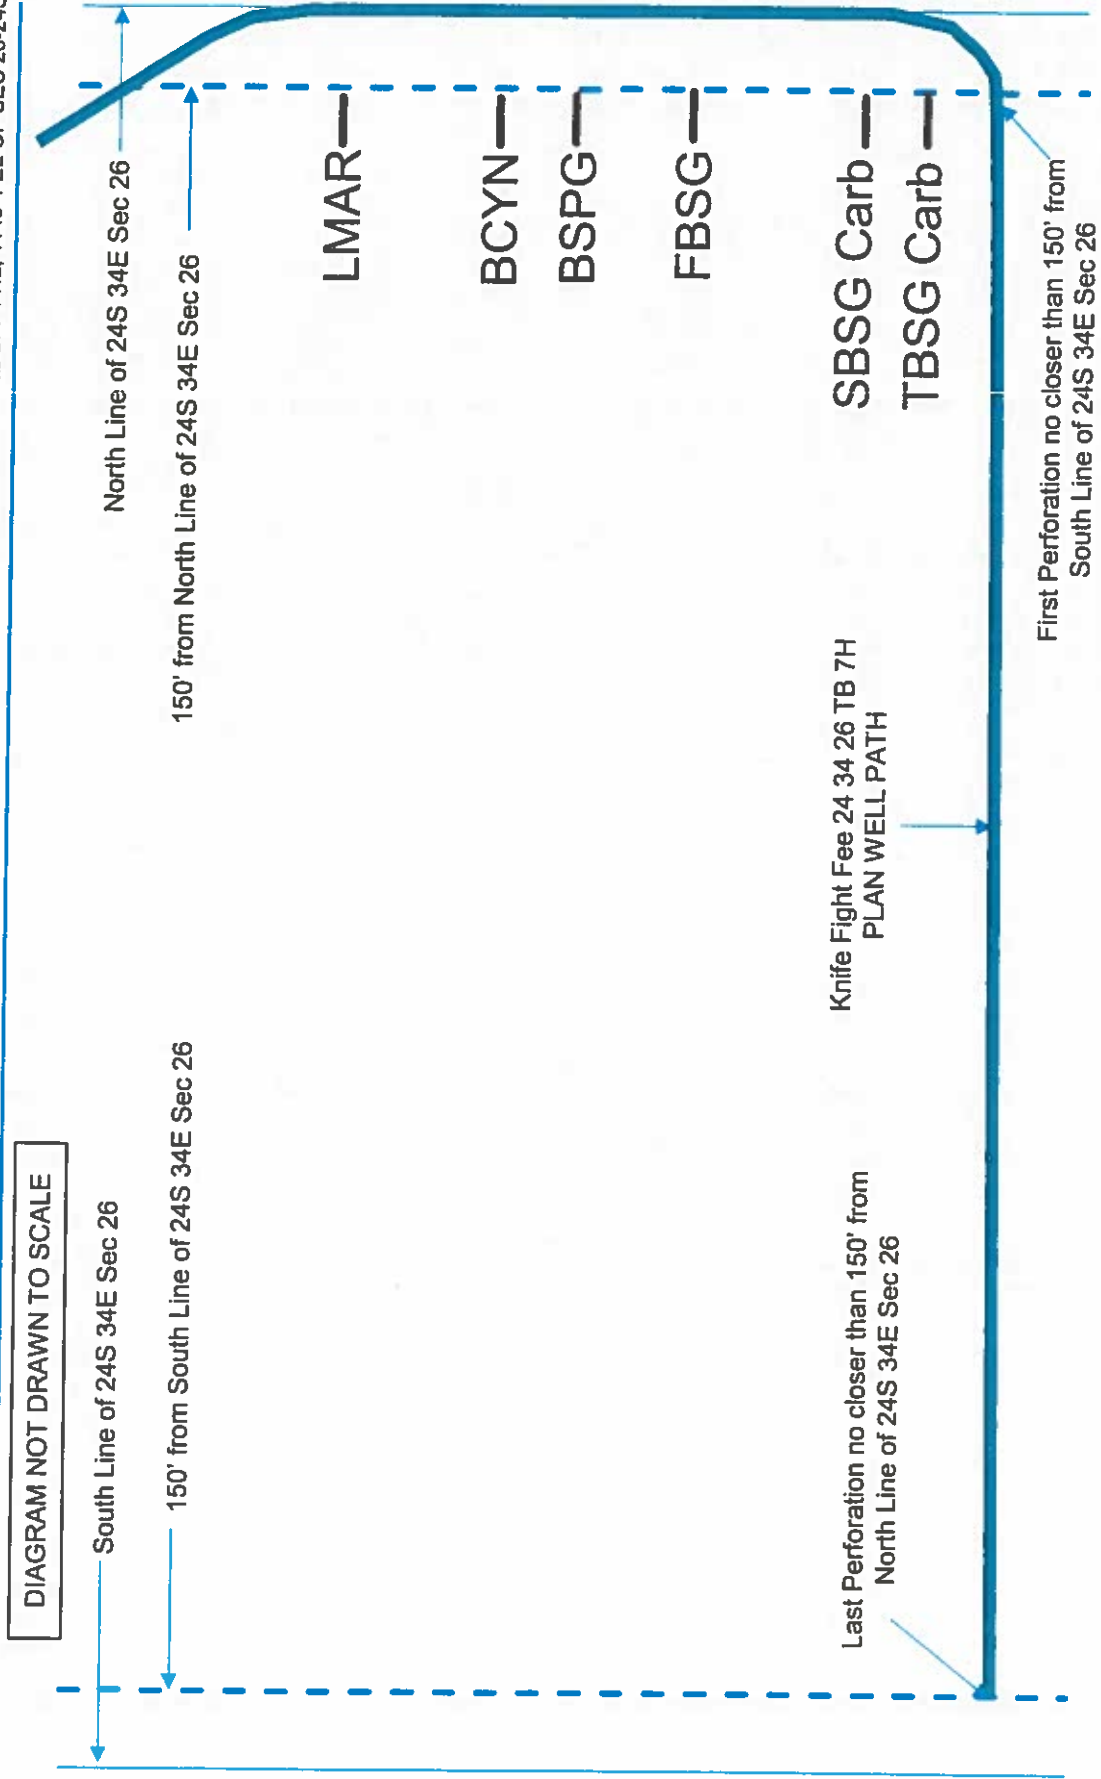 DIAGRAM NOT DRAWN TO SCALE
South Line of 24S 34E Sec 26
North Line of 24S 34E Sec 26
150' from South Line of 24S 34E Sec 26
150' from North Line of 24S 34E Sec 26
LMAR
BCYN
BSPG
FBSG
SBSG Carb
TBSG Carb
Knife Fight Fee 24 34 26 TB 7H
PLAN WELL PATH
Last Perforation no closer than 150' from
North Line of 24S 34E Sec 26
First Perforation no closer than 150' from
South Line of 24S 34E Sec 26